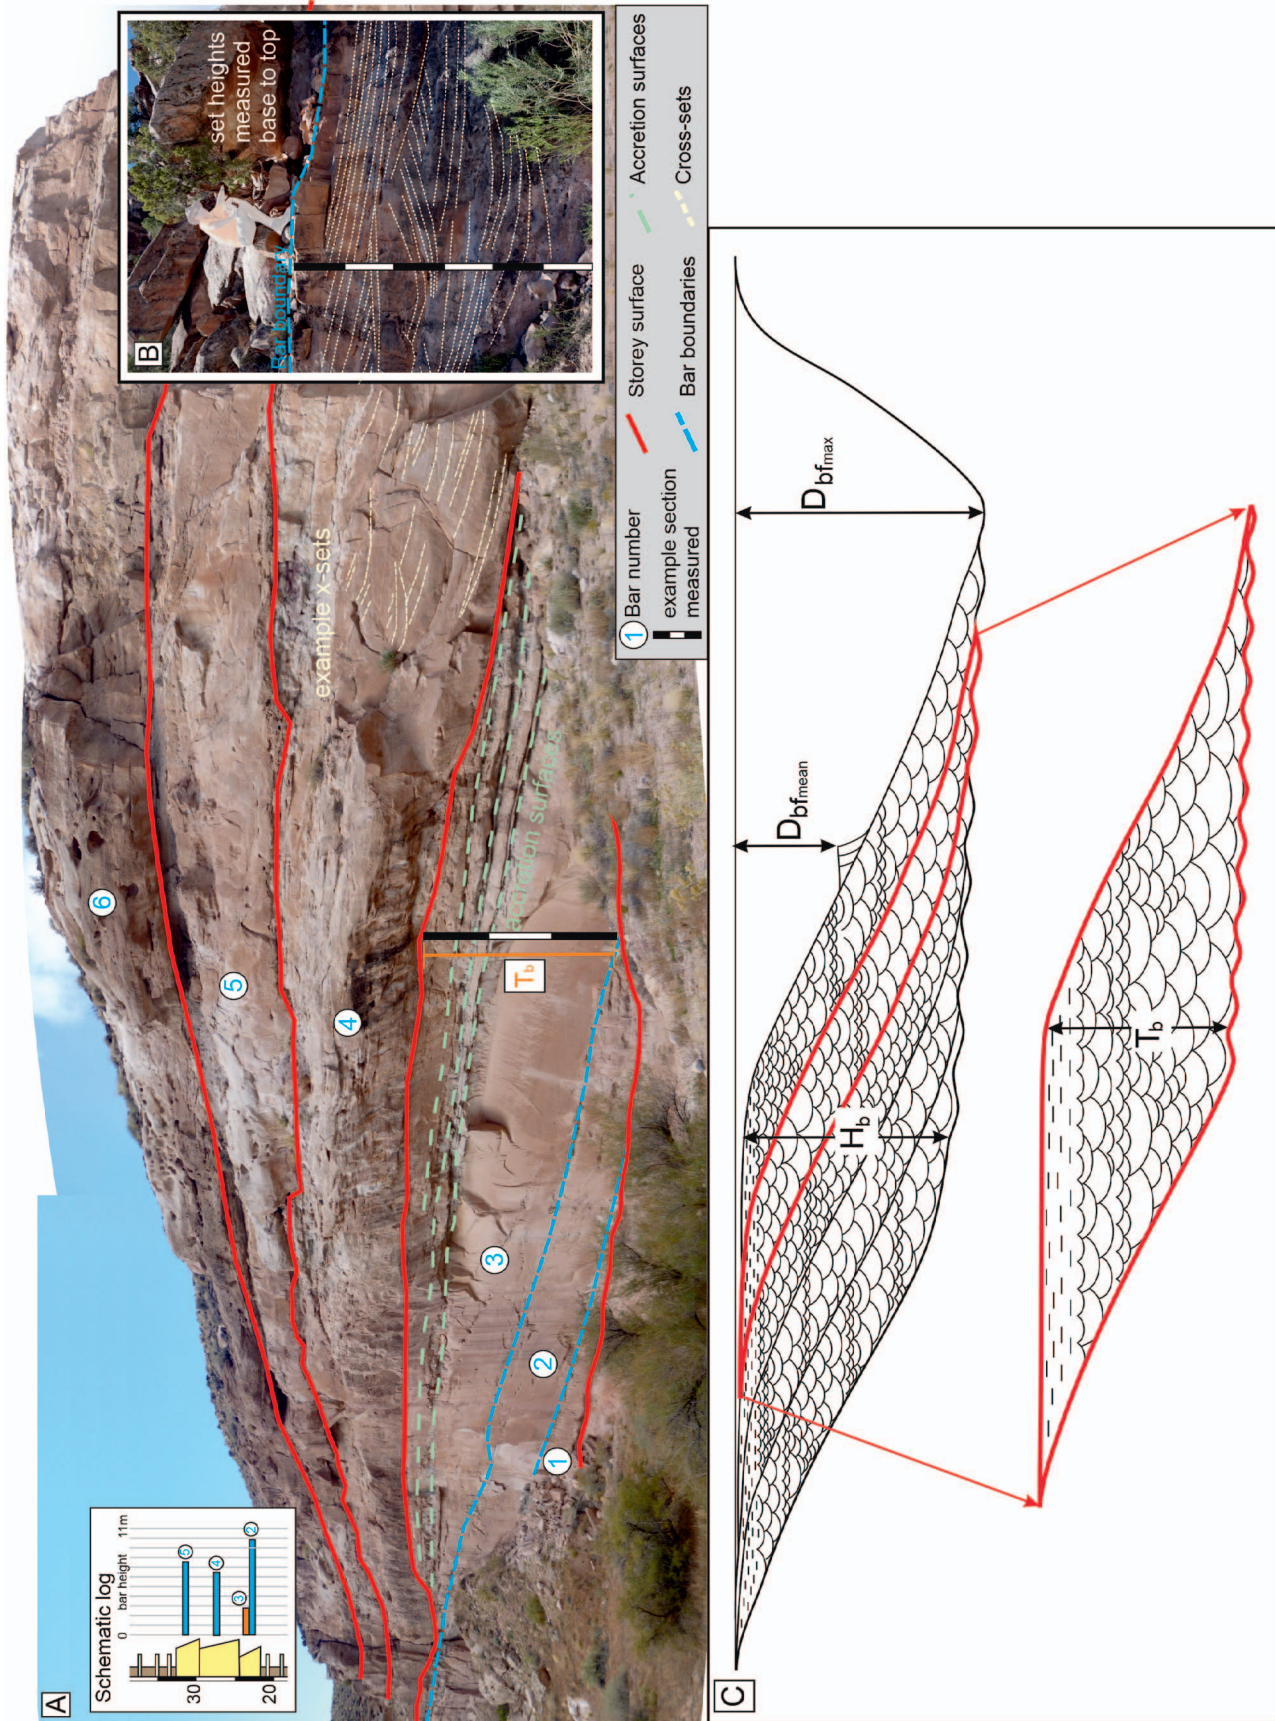 A
Schematic log
0 bar height 11m
5
4
3
2
30
20
6
5
4
3
2
1
example x-sets
accretion surfaces
Tb
B
set heights
measured
base to top
Bar boundary
1 Bar number
example section
measured
Storey surface
Bar boundaries
Accretion surfaces
Cross-sets
C
Hb
Dbfmean
Dbfmax
Tb